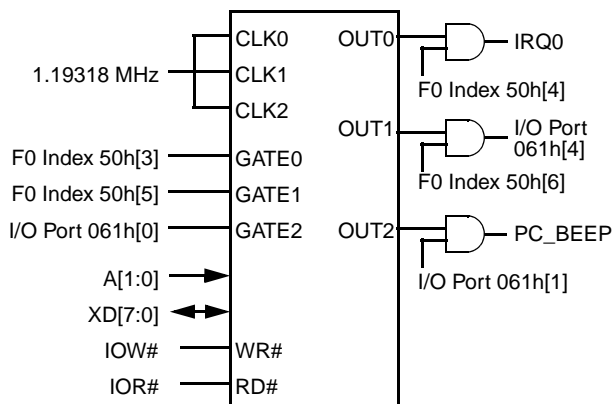 CLK0
OUT0
IRQ0
1.19318 MHz
CLK1
F0 Index 50h[4]
CLK2
OUT1
I/O Port
061h[4]
F0 Index 50h[3]
GATE0
F0 Index 50h[5]
GATE1
F0 Index 50h[6]
I/O Port 061h[0]
GATE2
OUT2
PC_BEEP
A[1:0]
I/O Port 061h[1]
XD[7:0]
IOW#
WR#
IOR#
RD#